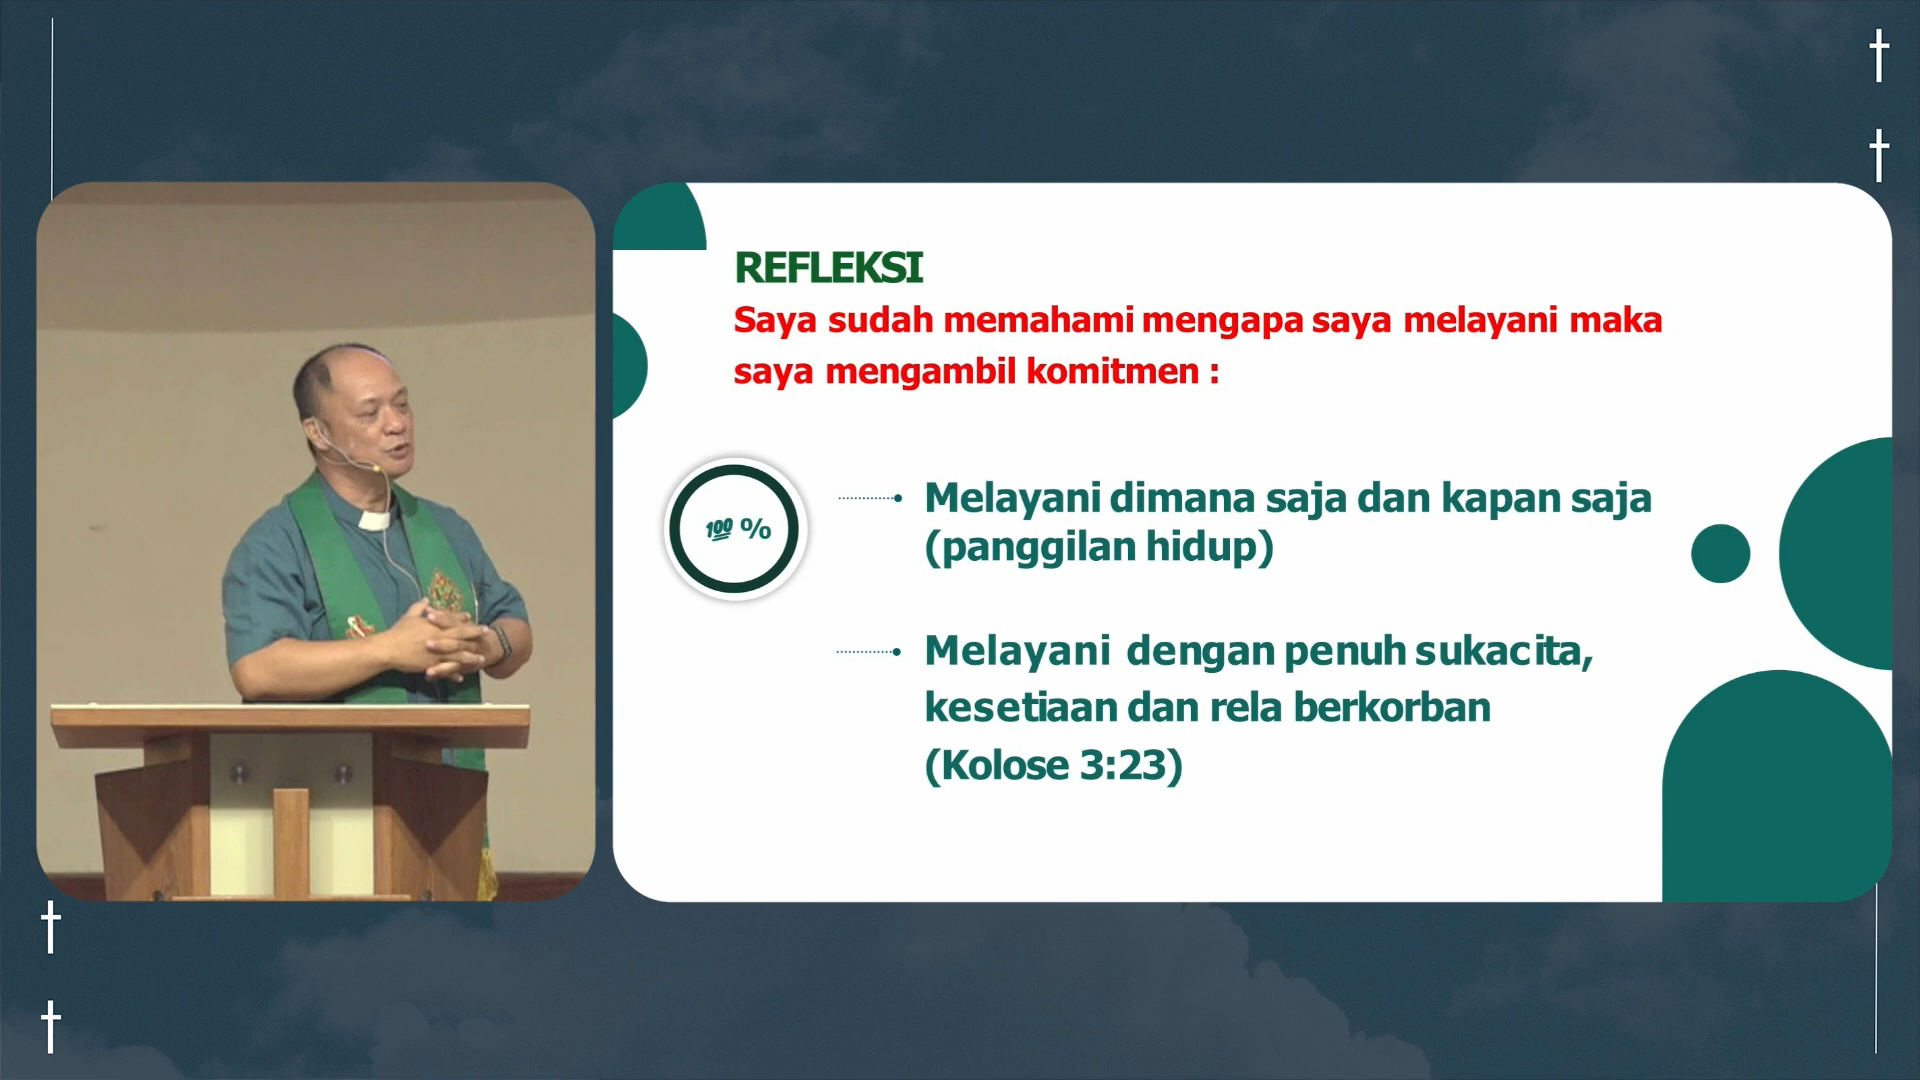 REFLEKSI
Saya sudah memahami mengapa saya melayani maka
saya mengambil komitmen :
💯 %
Melayani dimana saja dan kapan saja
(panggilan hidup)
Melayani dengan penuh sukacita,
kesetiaan dan rela berkorban
(Kolose 3:23)